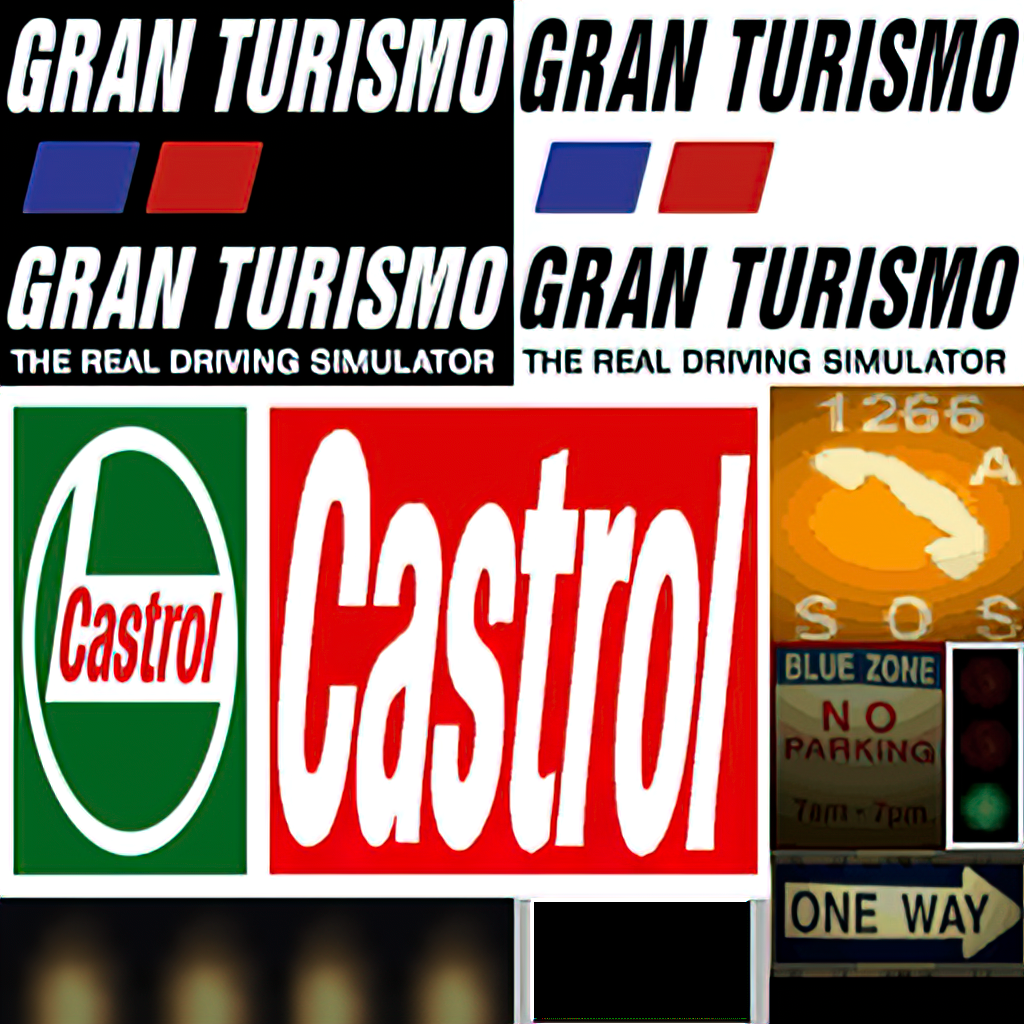 GRAN TURISMO
GRAN TURISMO
GRAN TURISMO
THE REAL DRIVING SIMULATOR
GRAN TURISMO
THE REAL DRIVING SIMULATOR
Castrol
Castrol
1266
A
S O S
BLUE ZONE
NO
PARKING
7am - 7pm
ONE WAY